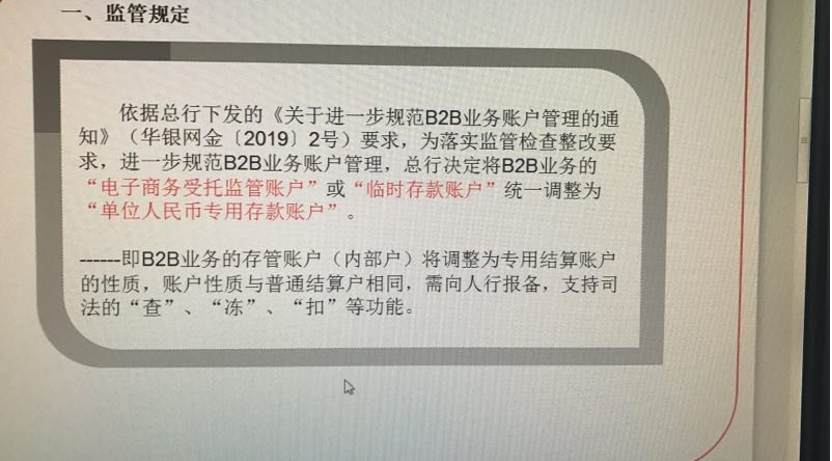 一、监管规定
依据总行下发的《关于进一步规范B2B业务账户管理的通
知》（华银网金〔2019〕2号）要求，为落实监管检查整改要
求，进一步规范B2B业务账户管理，总行决定将B2B业务的
“电子商务受托监管账户”或“临时存款账户”统一调整为
“单位人民币专用存款账户”。
------即B2B业务的存管账户（内部户）将调整为专用结算账户
的性质，账户性质与普通结算户相同，需向人行报备，支持司
法的“查”、“冻”、“扣”等功能。